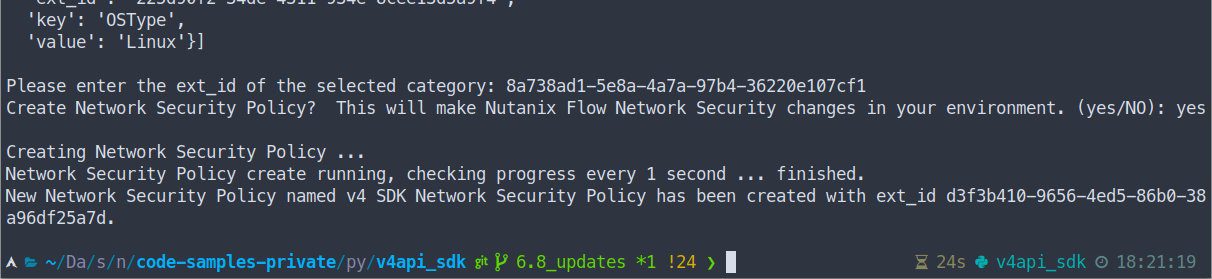 'key': 'OSType',
'value': 'Linux'}]
Please enter the ext_id of the selected category: 8a738ad1-5e8a-4a7a-97b4-36220e107cf1
Create Network Security Policy?  This will make Nutanix Flow Network Security changes in your environment. (yes/NO): yes
Creating Network Security Policy ...
Network Security Policy create running, checking progress every 1 second ... finished.
New Network Security Policy named v4 SDK Network Security Policy has been created with ext_id d3f3b410-9656-4ed5-86b0-38
a96df25a7d.
~/Da/s/n/code-samples-private/py/v4api_sdk git 6.8_updates *1 !24 ❯ 24s v4api_sdk 18:21:19